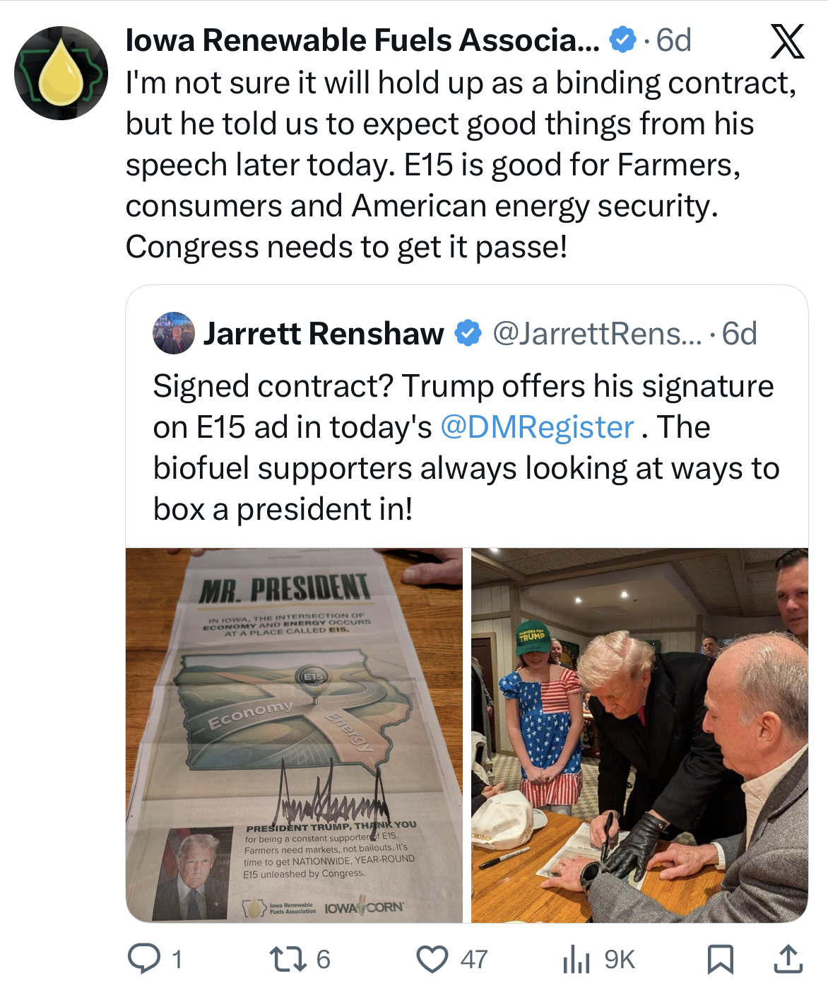 Iowa Renewable Fuels Associa... · 6d
I'm not sure it will hold up as a binding contract,
but he told us to expect good things from his
speech later today. E15 is good for Farmers,
consumers and American energy security.
Congress needs to get it passe!
Jarrett Renshaw @JarrettRens... · 6d
Signed contract? Trump offers his signature
on E15 ad in today's @DMRegister . The
biofuel supporters always looking at ways to
box a president in!
MR. PRESIDENT
IN IOWA, THE INTERSECTION OF
ECONOMY AND ENERGY OCCURS
AT A PLACE CALLED E15.
E15
Economy
Energy
PRESIDENT TRUMP, THANK YOU
for being a constant supporter of E15.
Farmers need markets, not bailouts. It's
time to get NATIONWIDE, YEAR-ROUND
E15 unleashed by Congress.
Iowa Renewable
Fuels Association
IOWA CORN
FARMERS FOR
TRUMP
1
6
47
9K